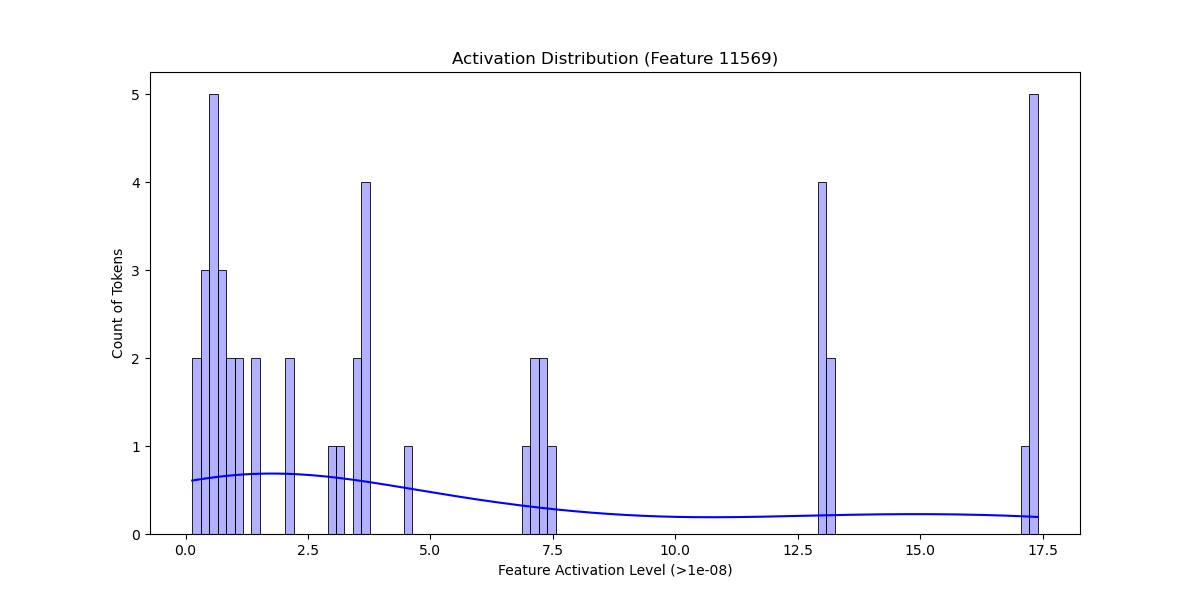 Activation Distribution (Feature 11569)
Count of Tokens
5
4
3
2
1
0
0.0 2.5 5.0 7.5 10.0 12.5 15.0 17.5
Feature Activation Level (>1e-08)